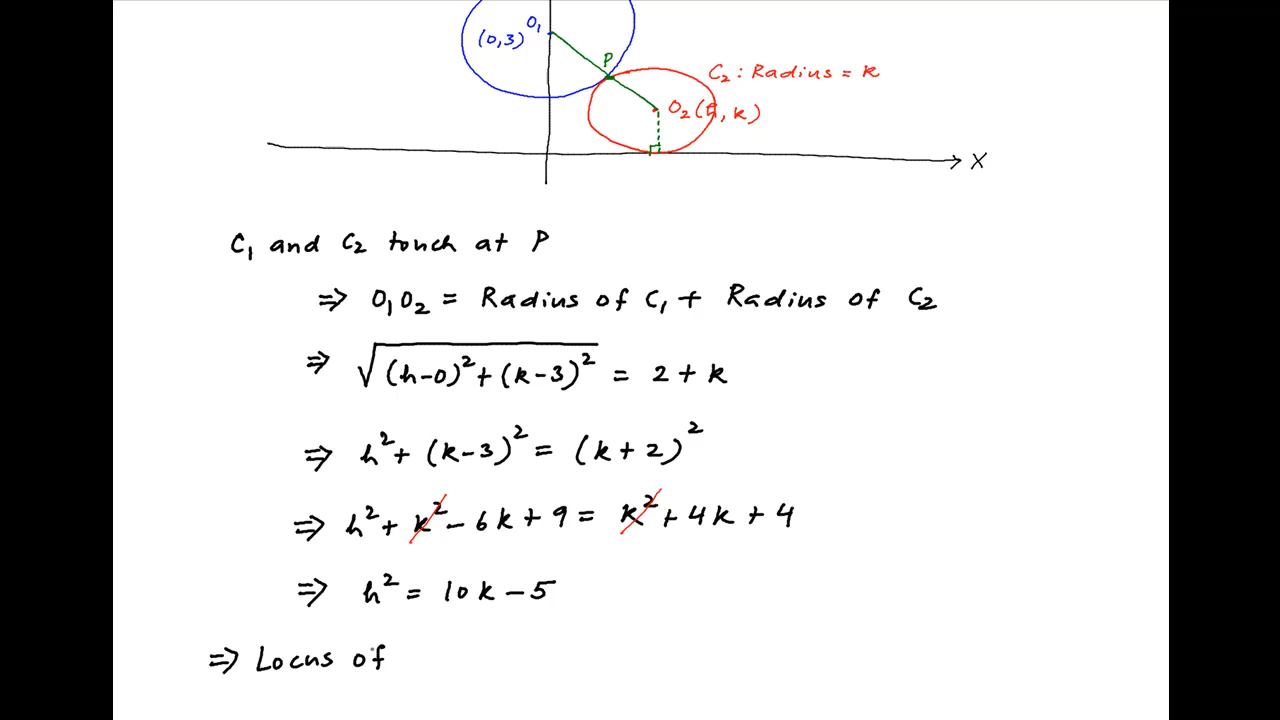 O₁
(0,3)
P
C₂ : Radius = k
O₂(h, k)
X
C₁ and C₂ touch at P
⇒ O₁O₂ = Radius of C₁ + Radius of C₂
⇒ √((h-0)² + (k-3)²) = 2 + k
⇒ h² + (k-3)² = (k+2)²
⇒ h² + k² - 6k + 9 = k² + 4k + 4
⇒ h² = 10k - 5
⇒ Locus of